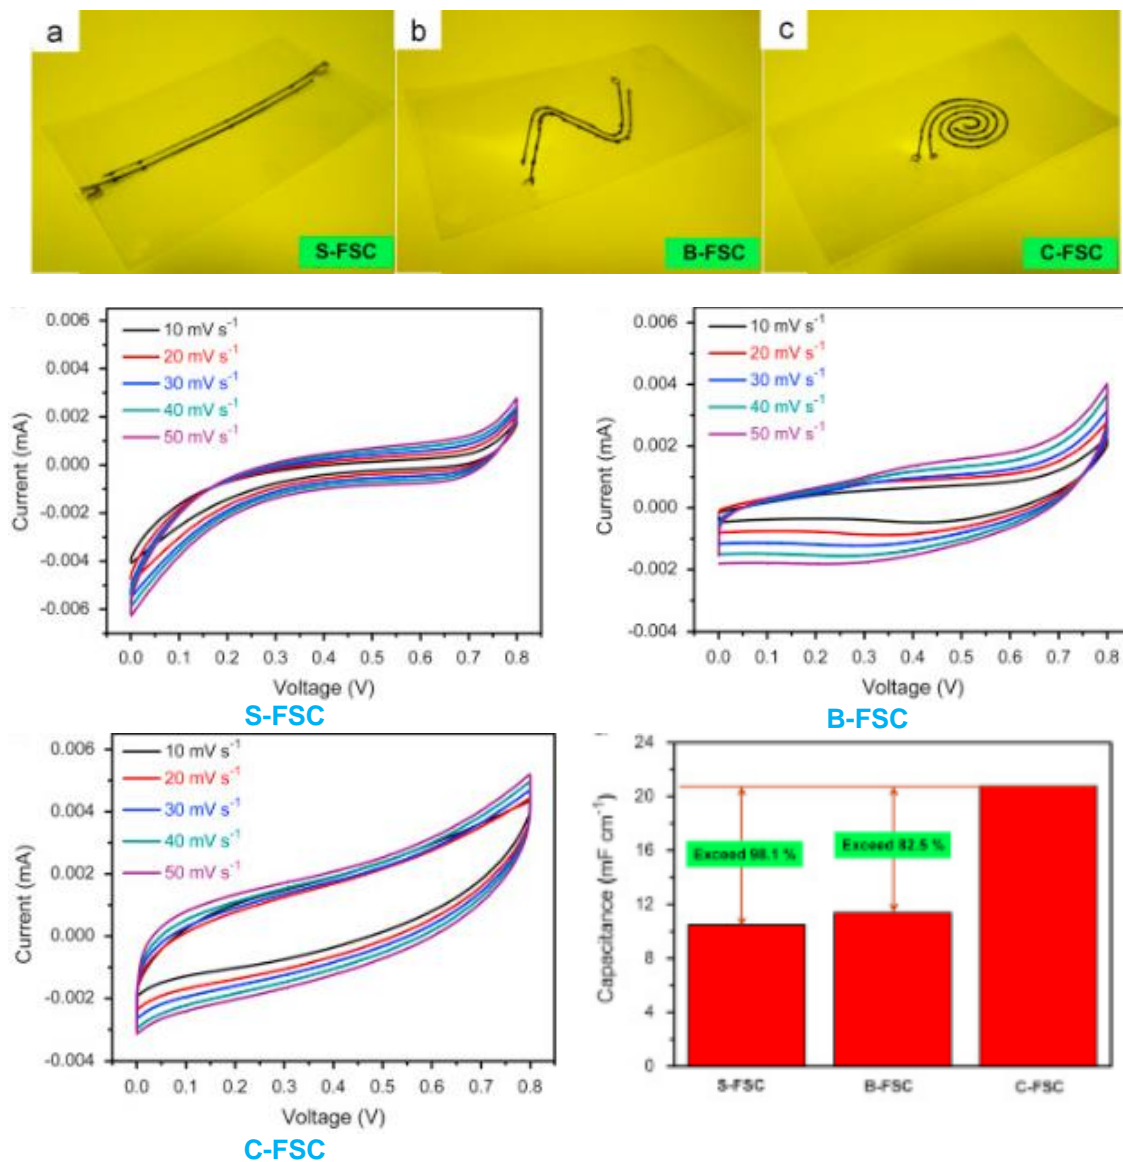 a
b
c
S-FSC
B-FSC
C-FSC
0.006
0.004
0.002
0.000
-0.002
-0.004
-0.006
Current (mA)
10 mV s⁻¹
20 mV s⁻¹
30 mV s⁻¹
40 mV s⁻¹
50 mV s⁻¹
0.0 0.1 0.2 0.3 0.4 0.5 0.6 0.7 0.8
Voltage (V)
S-FSC
0.006
0.004
0.002
0.000
-0.002
-0.004
Current (mA)
10 mV s⁻¹
20 mV s⁻¹
30 mV s⁻¹
40 mV s⁻¹
50 mV s⁻¹
0.0 0.1 0.2 0.3 0.4 0.5 0.6 0.7 0.8
Voltage (V)
B-FSC
0.006
0.004
0.002
0.000
-0.002
-0.004
Current (mA)
10 mV s⁻¹
20 mV s⁻¹
30 mV s⁻¹
40 mV s⁻¹
50 mV s⁻¹
0.0 0.1 0.2 0.3 0.4 0.5 0.6 0.7 0.8
Voltage (V)
C-FSC
24
20
16
12
8
4
0
Capacitance (mF cm⁻¹)
Exceed 98.1 %
Exceed 82.5 %
S-FSC
B-FSC
C-FSC